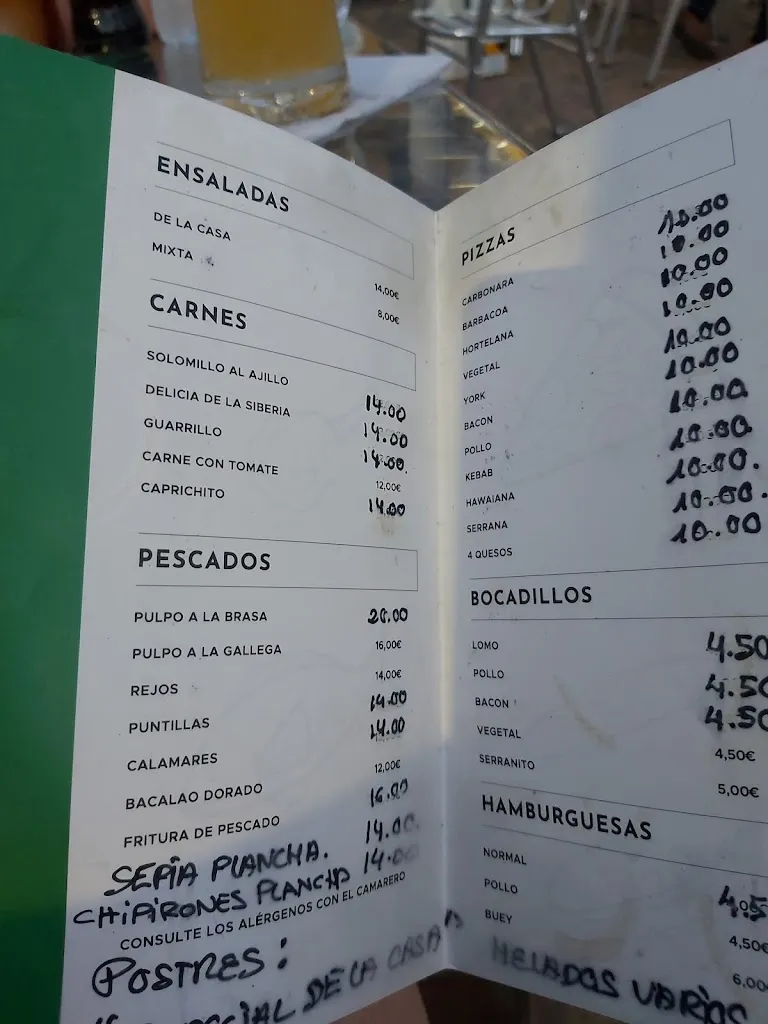 ENSALADAS
DE LA CASA 14,00€
MIXTA 8,00€
CARNES
SOLOMILLO AL AJILLO 14.00
DELICIA DE LA SIBERIA 14.00
GUARRILLO 14.00.
CARNE CON TOMATE 12,00€
CAPRICHITO 14.00
PESCADOS
PULPO A LA BRASA 20.00
PULPO A LA GALLEGA 16,00€
REJOS 14,00€
PUNTILLAS 14.00
CALAMARES 14.00
BACALAO DORADO 12,00€
FRITURA DE PESCADO 16.00
SEPIA PLANCHA. 14.00
CHIPIRONES PLANCHA 14.00
CONSULTE LOS ALÉRGENOS CON EL CAMARERO
POSTRES:
DE LA CASA"
PIZZAS
CARBONARA 10.00
BARBACOA 10.00
HORTELANA 10.00
VEGETAL 10.00
YORK 10.00
BACON 10.00
POLLO 10.00
KEBAB 10.00
HAWAIANA 10.00.
SERRANA 10.00.
4 QUESOS 10.00
BOCADILLOS
LOMO 4.50
POLLO 4.50
BACON 4.50
VEGETAL 4,50€
SERRANITO 5,00€
HAMBURGUESAS
NORMAL
POLLO 4,50€
BUEY 6,00€
HELADOS VARIOS